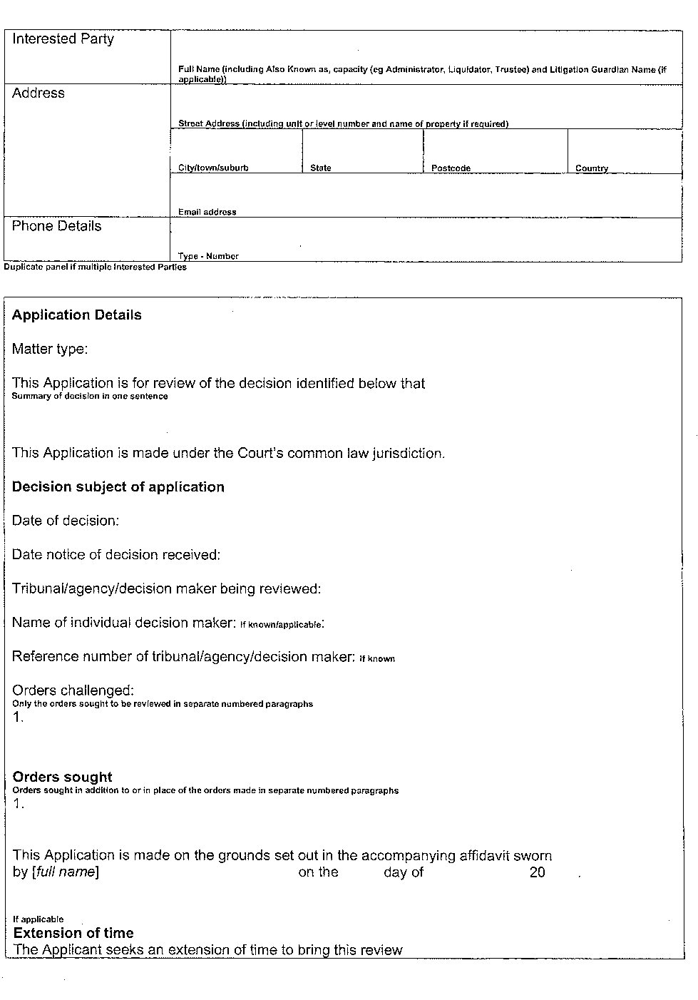 Interested Party
Full Name (including Also Known as, capacity (eg Administrator, Liquidator, Trustee) and Litigation Guardian Name (if
applicable))
Address
Street Address (including unit or level number and name of property if required)
City/town/suburb State Postcode Country
Email address
Phone Details
Type - Number
Duplicate panel if multiple Interested Parties
Application Details
Matter type:
This Application is for review of the decision identified below that
Summary of decision in one sentence
This Application is made under the Court's common law jurisdiction.
Decision subject of application
Date of decision:
Date notice of decision received:
Tribunal/agency/decision maker being reviewed:
Name of individual decision maker: If known/applicable:
Reference number of tribunal/agency/decision maker: If known
Orders challenged:
Only the orders sought to be reviewed in separate numbered paragraphs
1.
Orders sought
Orders sought in addition to or in place of the orders made in separate numbered paragraphs
1.
This Application is made on the grounds set out in the accompanying affidavit sworn
by [full name] on the day of 20 .
If applicable
Extension of time
The Applicant seeks an extension of time to bring this review